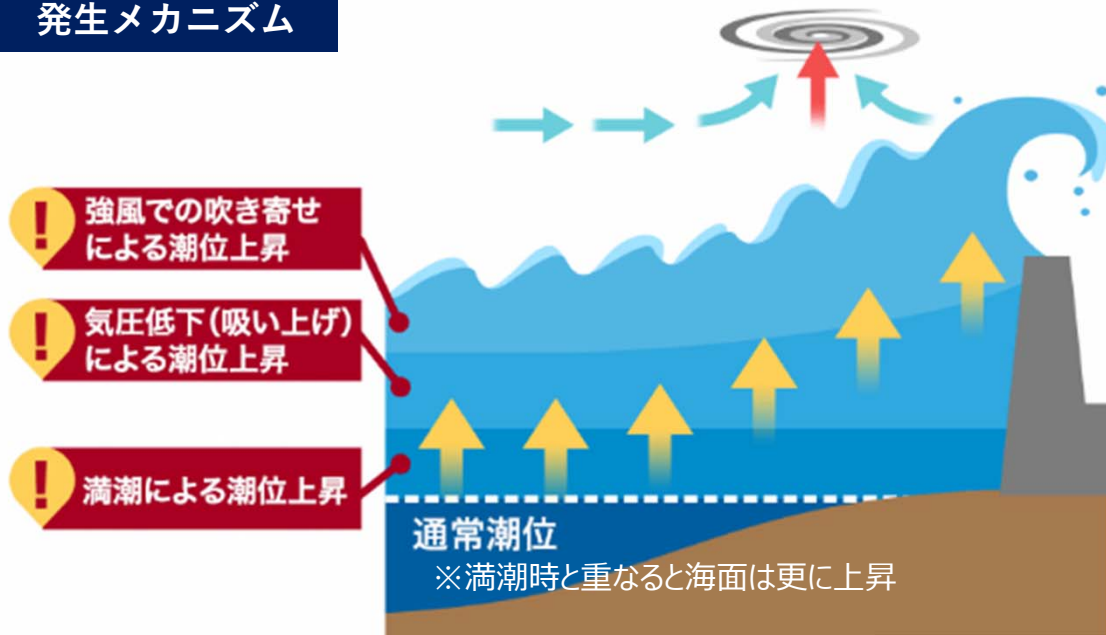 発生メカニズム
!
強風での吹き寄せ
による潮位上昇
!
気圧低下(吸い上げ)
による潮位上昇
!
満潮による潮位上昇
通常潮位
※満潮時と重なると海面は更に上昇